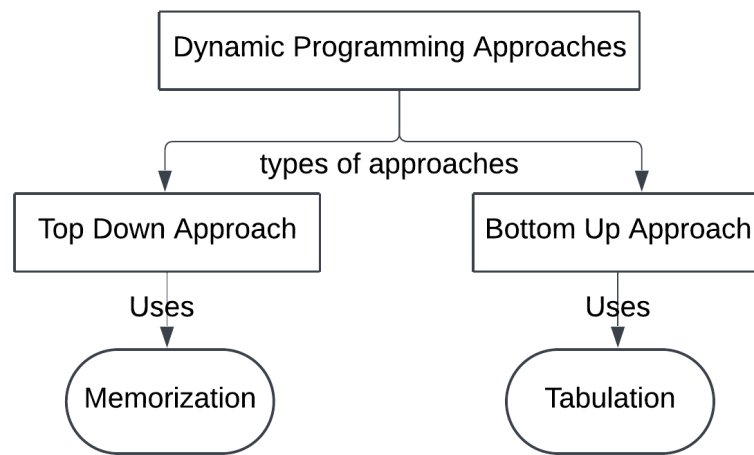 Dynamic Programming Approaches
types of approaches
Top Down Approach
Bottom Up Approach
Uses
Uses
Memorization
Tabulation